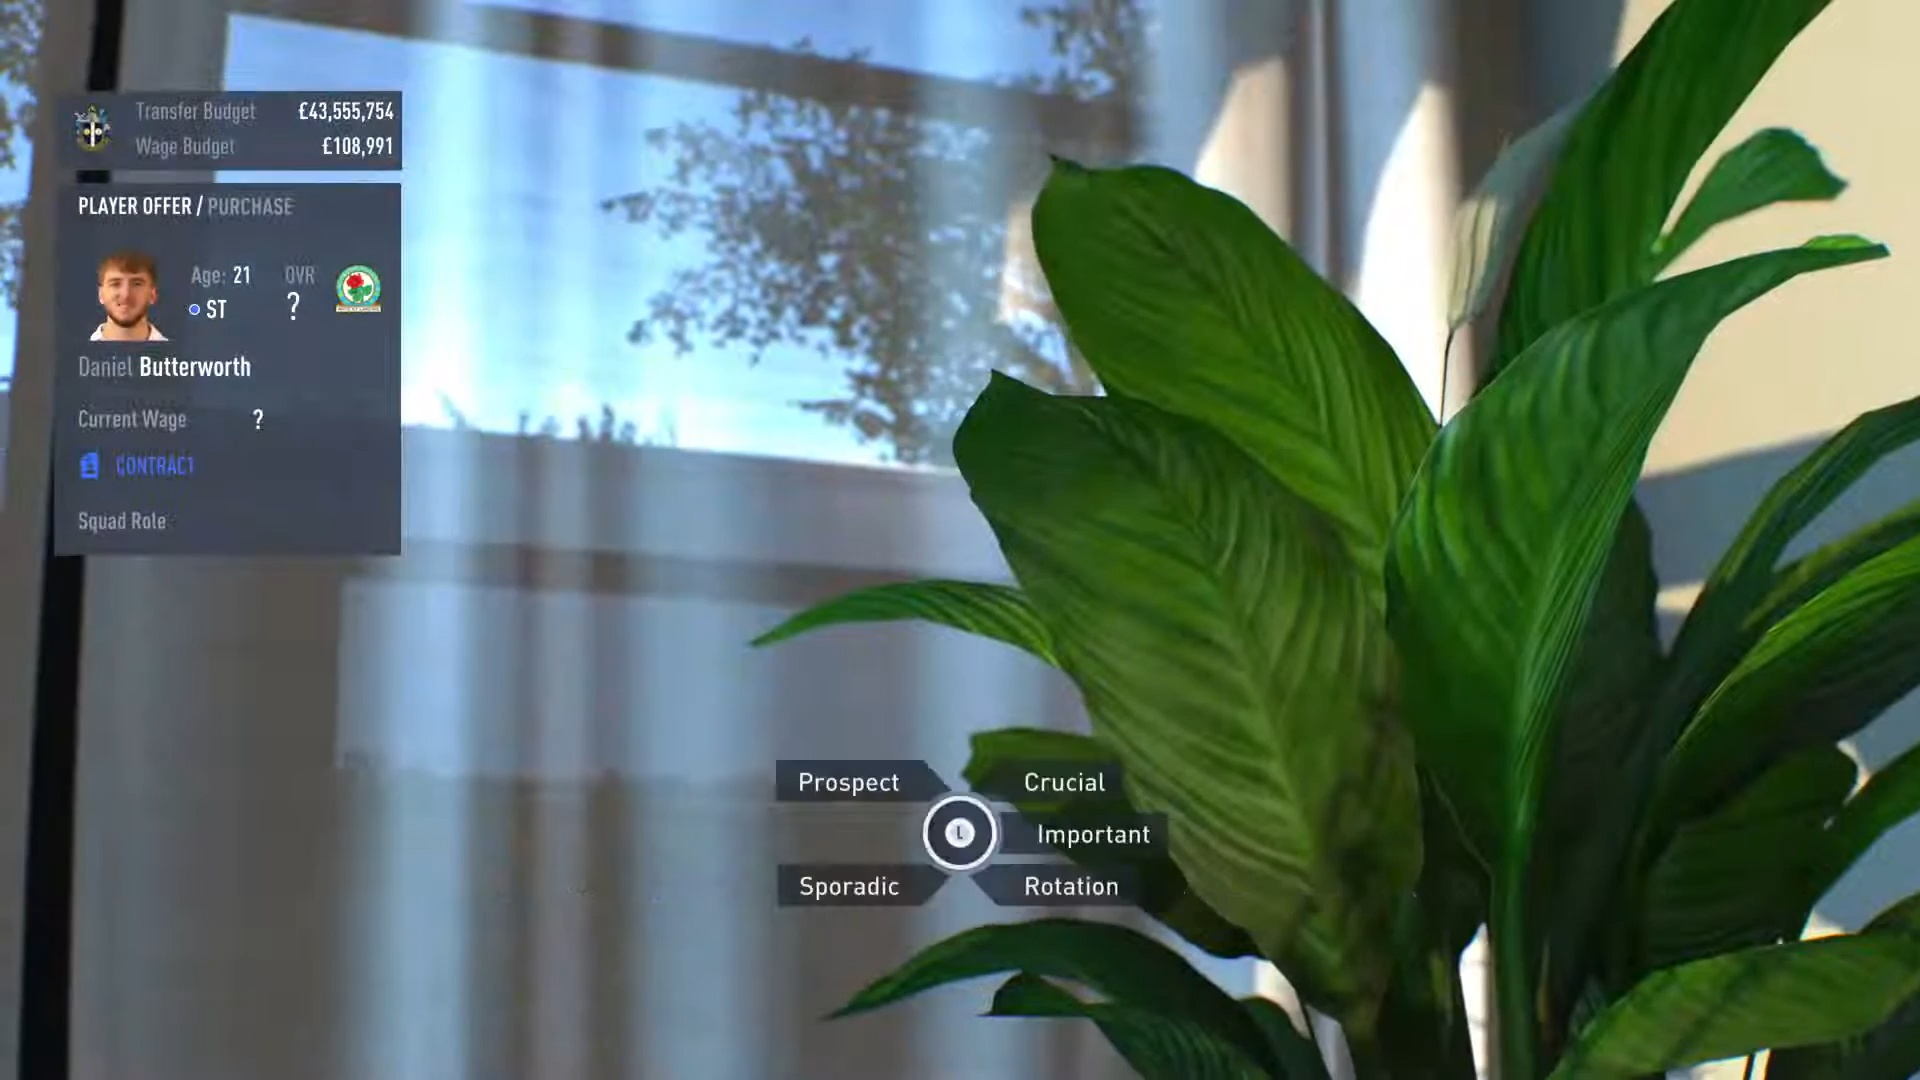 Transfer Budget £43,555,754
Wage Budget £108,991
PLAYER OFFER / PURCHASE
Age: 21 OVR
ST ?
Daniel Butterworth
Current Wage ?
CONTRACT
Squad Role
Prospect Crucial
L Important
Sporadic Rotation